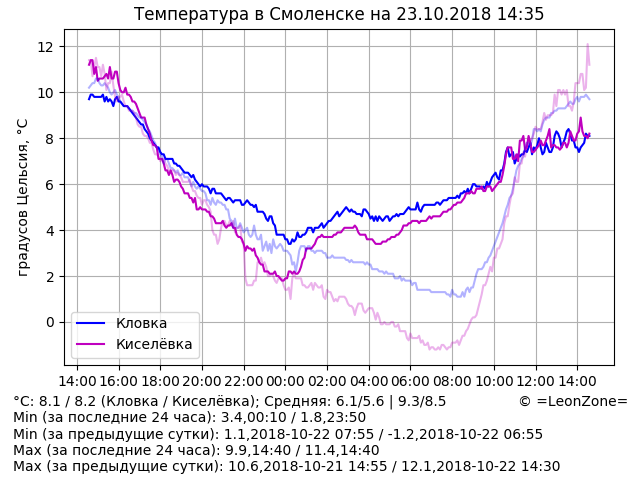 Температура в Смоленске на 23.10.2018 14:35
градусов Цельсия, °C
12
10
8
6
4
2
0
Кловка
Киселёвка
14:00 16:00 18:00 20:00 22:00 00:00 02:00 04:00 06:00 08:00 10:00 12:00 14:00
°C: 8.1 / 8.2 (Кловка / Киселёвка); Средняя: 6.1/5.6 | 9.3/8.5 © =LeonZone=
Min (за последние 24 часа): 3.4,00:10 / 1.8,23:50
Min (за предыдущие сутки): 1.1,2018-10-22 07:55 / -1.2,2018-10-22 06:55
Max (за последние 24 часа): 9.9,14:40 / 11.4,14:40
Max (за предыдущие сутки): 10.6,2018-10-21 14:55 / 12.1,2018-10-22 14:30